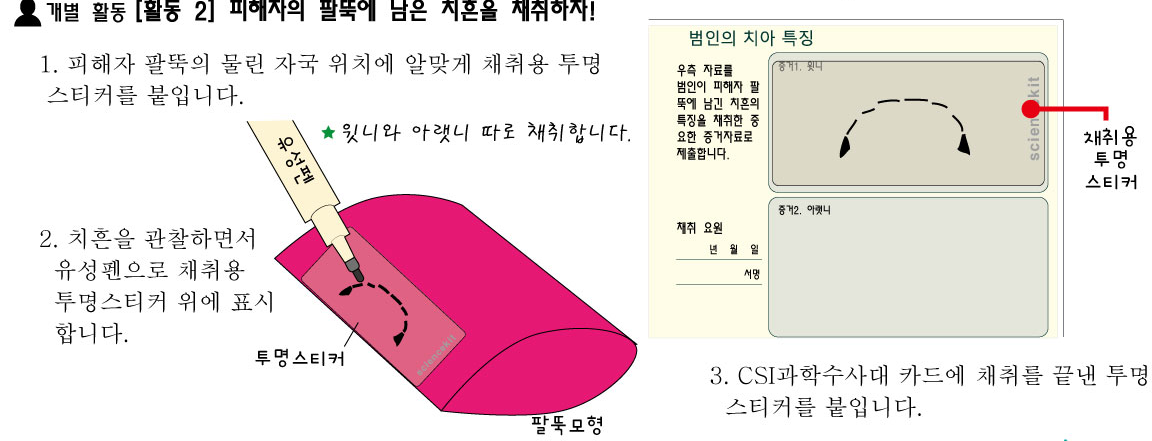 개별 활동 [활동 2] 피해자의 팔뚝에 남은 치흔을 채취하자!
1. 피해자 팔뚝의 물린 자국 위치에 알맞게 채취용 투명
스티커를 붙입니다.
★ 윗니와 아랫니 따로 채취합니다.
유성펜
2. 치흔을 관찰하면서
유성펜으로 채취용
투명스티커 위에 표시
합니다.
투명스티커
sciencekit
팔뚝모형
범인의 치아 특징
우측 자료를
범인이 피해자 팔
뚝에 남긴 치흔의
특징을 채취한 중
요한 증거자료로
제출합니다.
증거1. 윗니
sciencekit
채취용
투명
스티커
증거2. 아랫니
채취 요원
년 월 일
서명
3. CSI과학수사대 카드에 채취를 끝낸 투명
스티커를 붙입니다.